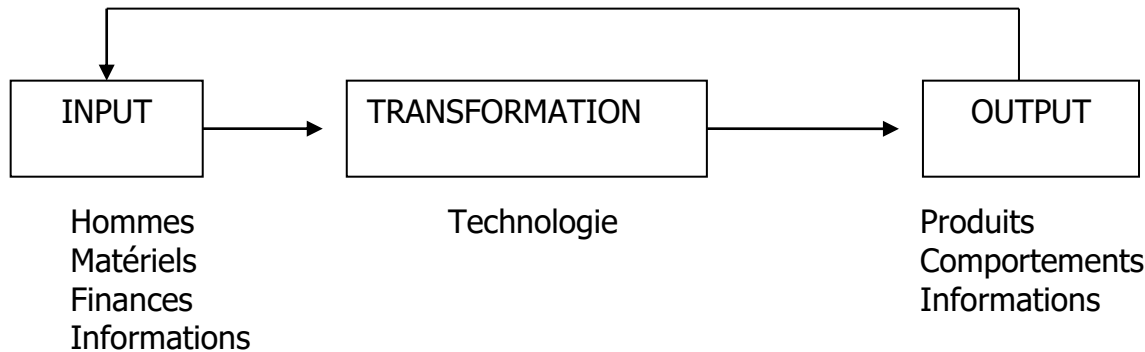 INPUT
TRANSFORMATION
OUTPUT
Hommes
Matériels
Finances
Informations
Technologie
Produits
Comportements
Informations